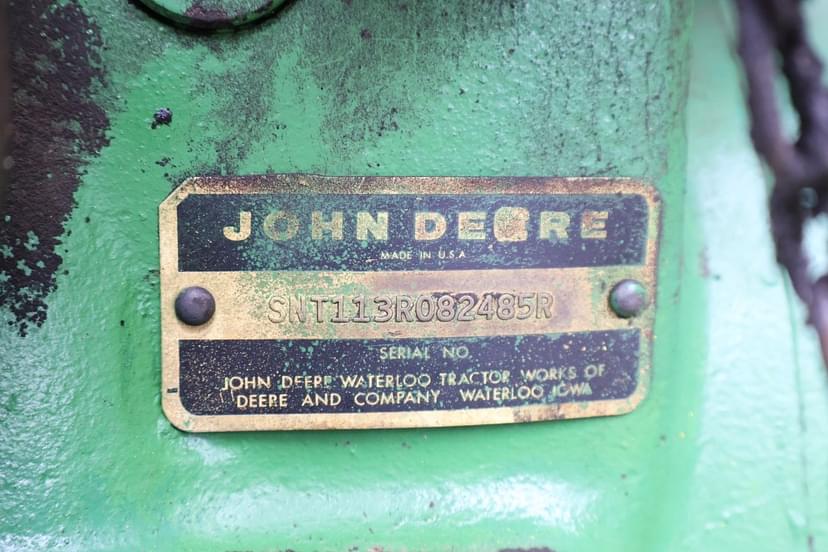 JOHN DEERE
MADE IN U.S.A
SNT113R082485R
SERIAL NO.
JOHN DEERE WATERLOO TRACTOR WORKS OF
DEERE AND COMPANY, WATERLOO IOWA